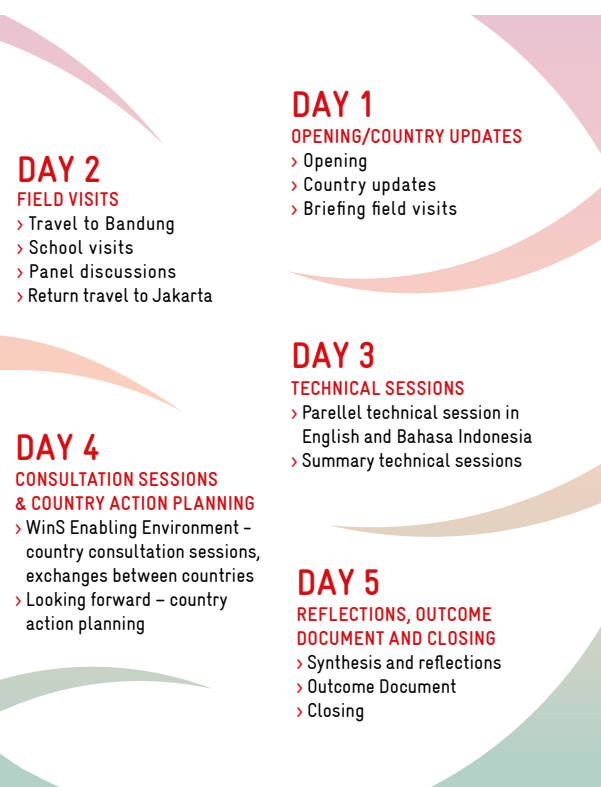 DAY 1
OPENING/COUNTRY UPDATES
› Opening
› Country updates
› Briefing field visits
DAY 2
FIELD VISITS
› Travel to Bandung
› School visits
› Panel discussions
› Return travel to Jakarta
DAY 3
TECHNICAL SESSIONS
› Parellel technical session in
English and Bahasa Indonesia
› Summary technical sessions
DAY 4
CONSULTATION SESSIONS
& COUNTRY ACTION PLANNING
› WinS Enabling Environment –
country consultation sessions,
exchanges between countries
› Looking forward – country
action planning
DAY 5
REFLECTIONS, OUTCOME
DOCUMENT AND CLOSING
› Synthesis and reflections
› Outcome Document
› Closing